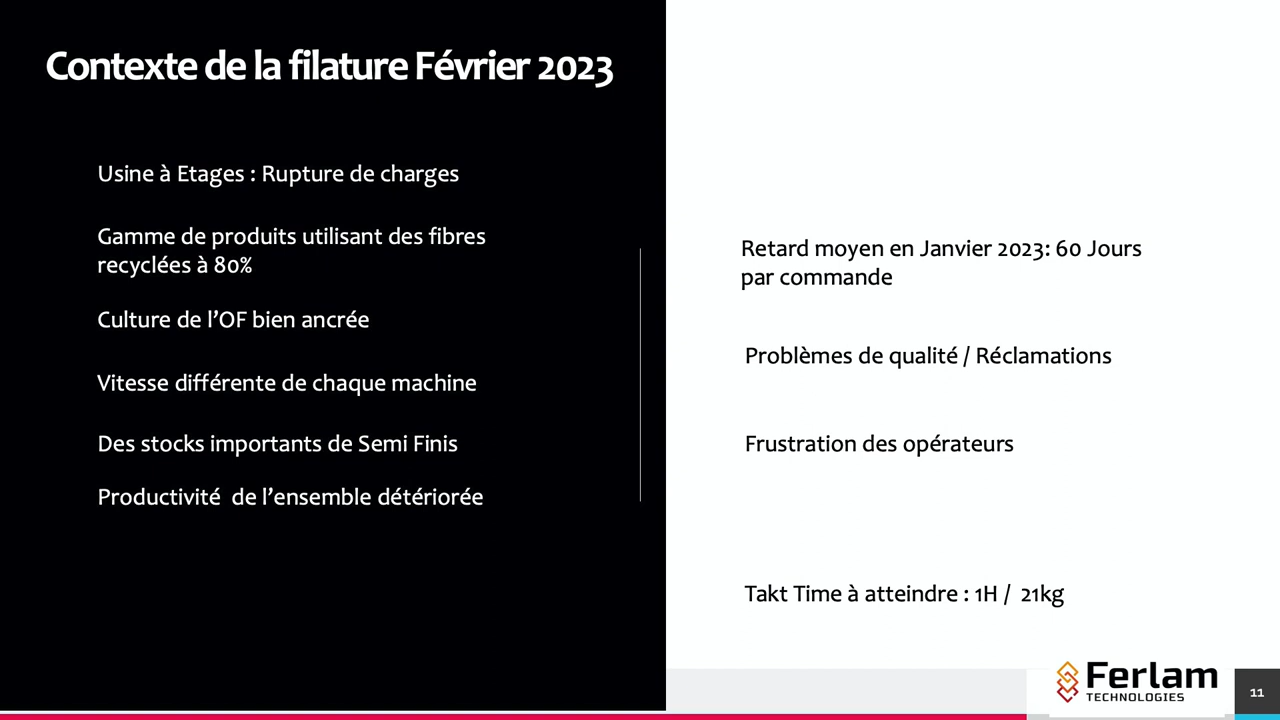 Contexte de la filature Février 2023
Usine à Etages : Rupture de charges
Gamme de produits utilisant des fibres
recyclées à 80%
Culture de l’OF bien ancrée
Vitesse différente de chaque machine
Des stocks importants de Semi Finis
Productivité  de l’ensemble détériorée
Retard moyen en Janvier 2023: 60 Jours
par commande
Problèmes de qualité / Réclamations
Frustration des opérateurs
Takt Time à atteindre : 1H /  21kg
Ferlam
TECHNOLOGIES
11